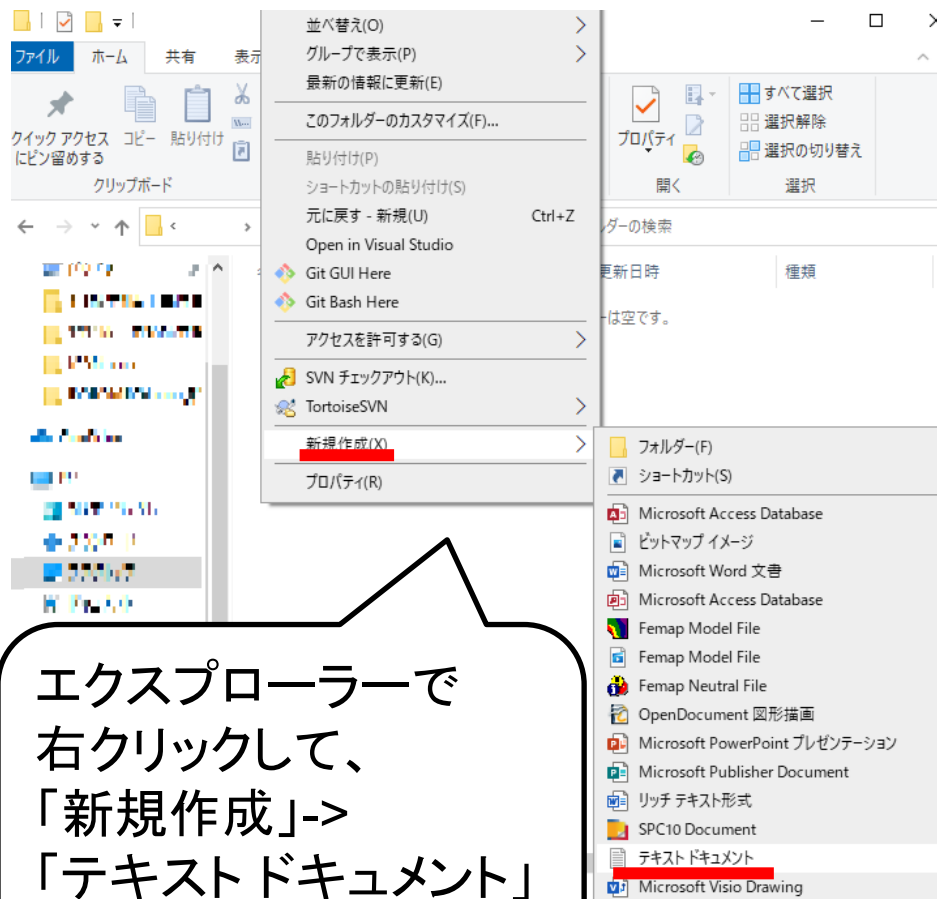 ファイル
ホーム
共有
クイック アクセス
にピン留めする
コピー
貼り付け
クリップボード
並べ替え(O)
グループで表示(P)
最新の情報に更新(E)
このフォルダーのカスタマイズ(F)...
貼り付け(P)
ショートカットの貼り付け(S)
元に戻す - 新規(U) Ctrl+Z
Open in Visual Studio
Git GUI Here
Git Bash Here
アクセスを許可する(G)
SVN チェックアウト(K)...
TortoiseSVN
新規作成(X)
プロパティ(R)
プロパティ
開く
すべて選択
選択解除
選択の切り替え
選択
ダーの検索
更新日時
種類
は空です。
フォルダー(F)
ショートカット(S)
Microsoft Access Database
ビットマップ イメージ
Microsoft Word 文書
Microsoft Access Database
Femap Model File
Femap Model File
Femap Neutral File
OpenDocument 図形描画
Microsoft PowerPoint プレゼンテーション
Microsoft Publisher Document
リッチ テキスト形式
SPC10 Document
テキスト ドキュメント
Microsoft Visio Drawing
エクスプローラーで
右クリックして、
「新規作成」->
「テキスト ドキュメント」